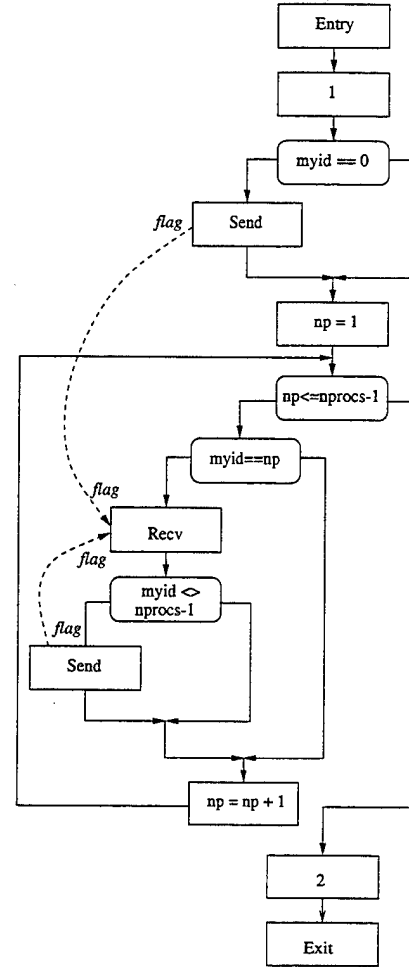 Entry
1
myid == 0
flag
Send
np = 1
np<=nprocs-1
myid==np
flag
Recv
flag
myid <>
nprocs-1
flag
Send
np = np + 1
2
Exit